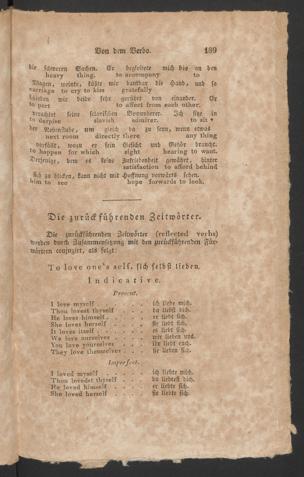 Von dem Verbo. 189
die schweren Sachen. Er begleitete mich bis an den
heavy thing. to accompany to
Wagen, weinte, küßte mir dankbar die Hand, und so
carriage to cry to kiss gratefully
schieden wir beide sehr gerührt von einander. Er
to part to affect from each other.
verachtet seine sclavischen Bewunderer. Ich sitze in
to despise slavish admirer. to sit
der Nebenstube, um gleich da zu seyn, wenn etwas
next room directly there any thing
vorfällt, wozu er sein Gesicht und Gehör braucht.
to happen for which eight hearing to want.
Derjenige, dem es keine Zufriedenheit gewährt, hinter
satisfaction to afford behind
sich zu blicken, kann nicht mit Hoffnung vorwärts sehen.
him to see hope forwards to look.
Die zurückführenden Zeitwörter.
Die zurückführenden Zeitwörter (reflected verbs)
werden durch Zusammensetzung mit den zurückführenden Für-
wörtern conjugirt, als folgt:
To love one's self, sich selbst lieben.
Indicative.
Present.
I love myself . . . . ich liebe mich.
Thou lovest thyself . . . du liebst dich.
He loves himself . . . . er liebt sich.
She loves herself . . . . sie liebt sich.
It loves itself . . . . es liebt sich.
We love ourselves . . . . wir lieben uns.
You love yourselves . . . ihr liebt euch.
They love themselves . . . sie lieben sich.
Imperfect.
I loved myself . . . . ich liebte mich.
Thou lovedst thyself . . . du liebtest dich.
He loved himself . . . . er liebte sich.
She loved herself . . . . sie liebte sich.